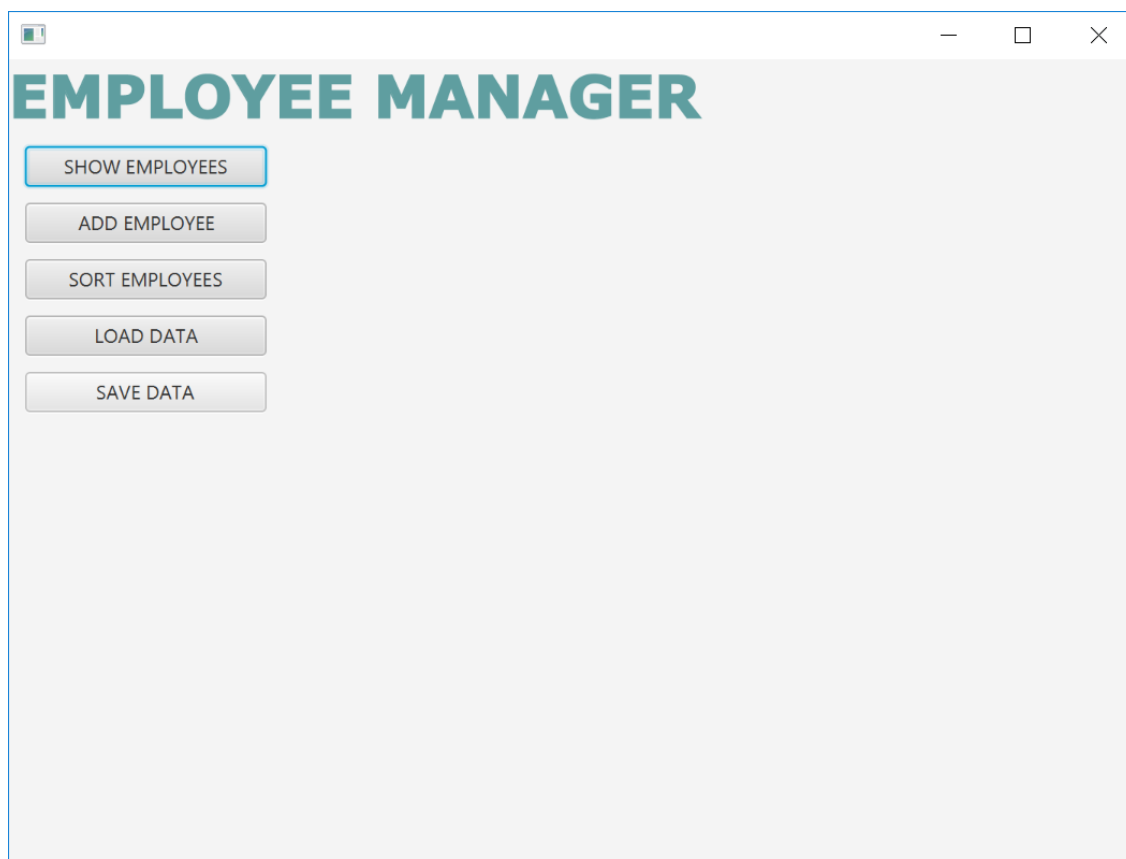 EMPLOYEE MANAGER
SHOW EMPLOYEES
ADD EMPLOYEE
SORT EMPLOYEES
LOAD DATA
SAVE DATA